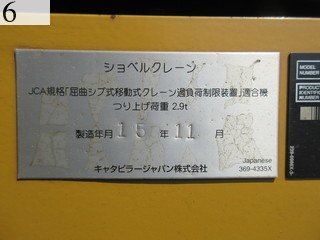 6
ショベルクレーン
JCA規格「屈曲ジブ式移動式クレーン過負荷制限装置」適合機
つり上げ荷重 2.9t
製造年月 15 年 11 月
キャタピラージャパン株式会社
Japanese
369-4335X
MODEL
NUMBER
PRODUCT
IDENTIFIC
NUMBER